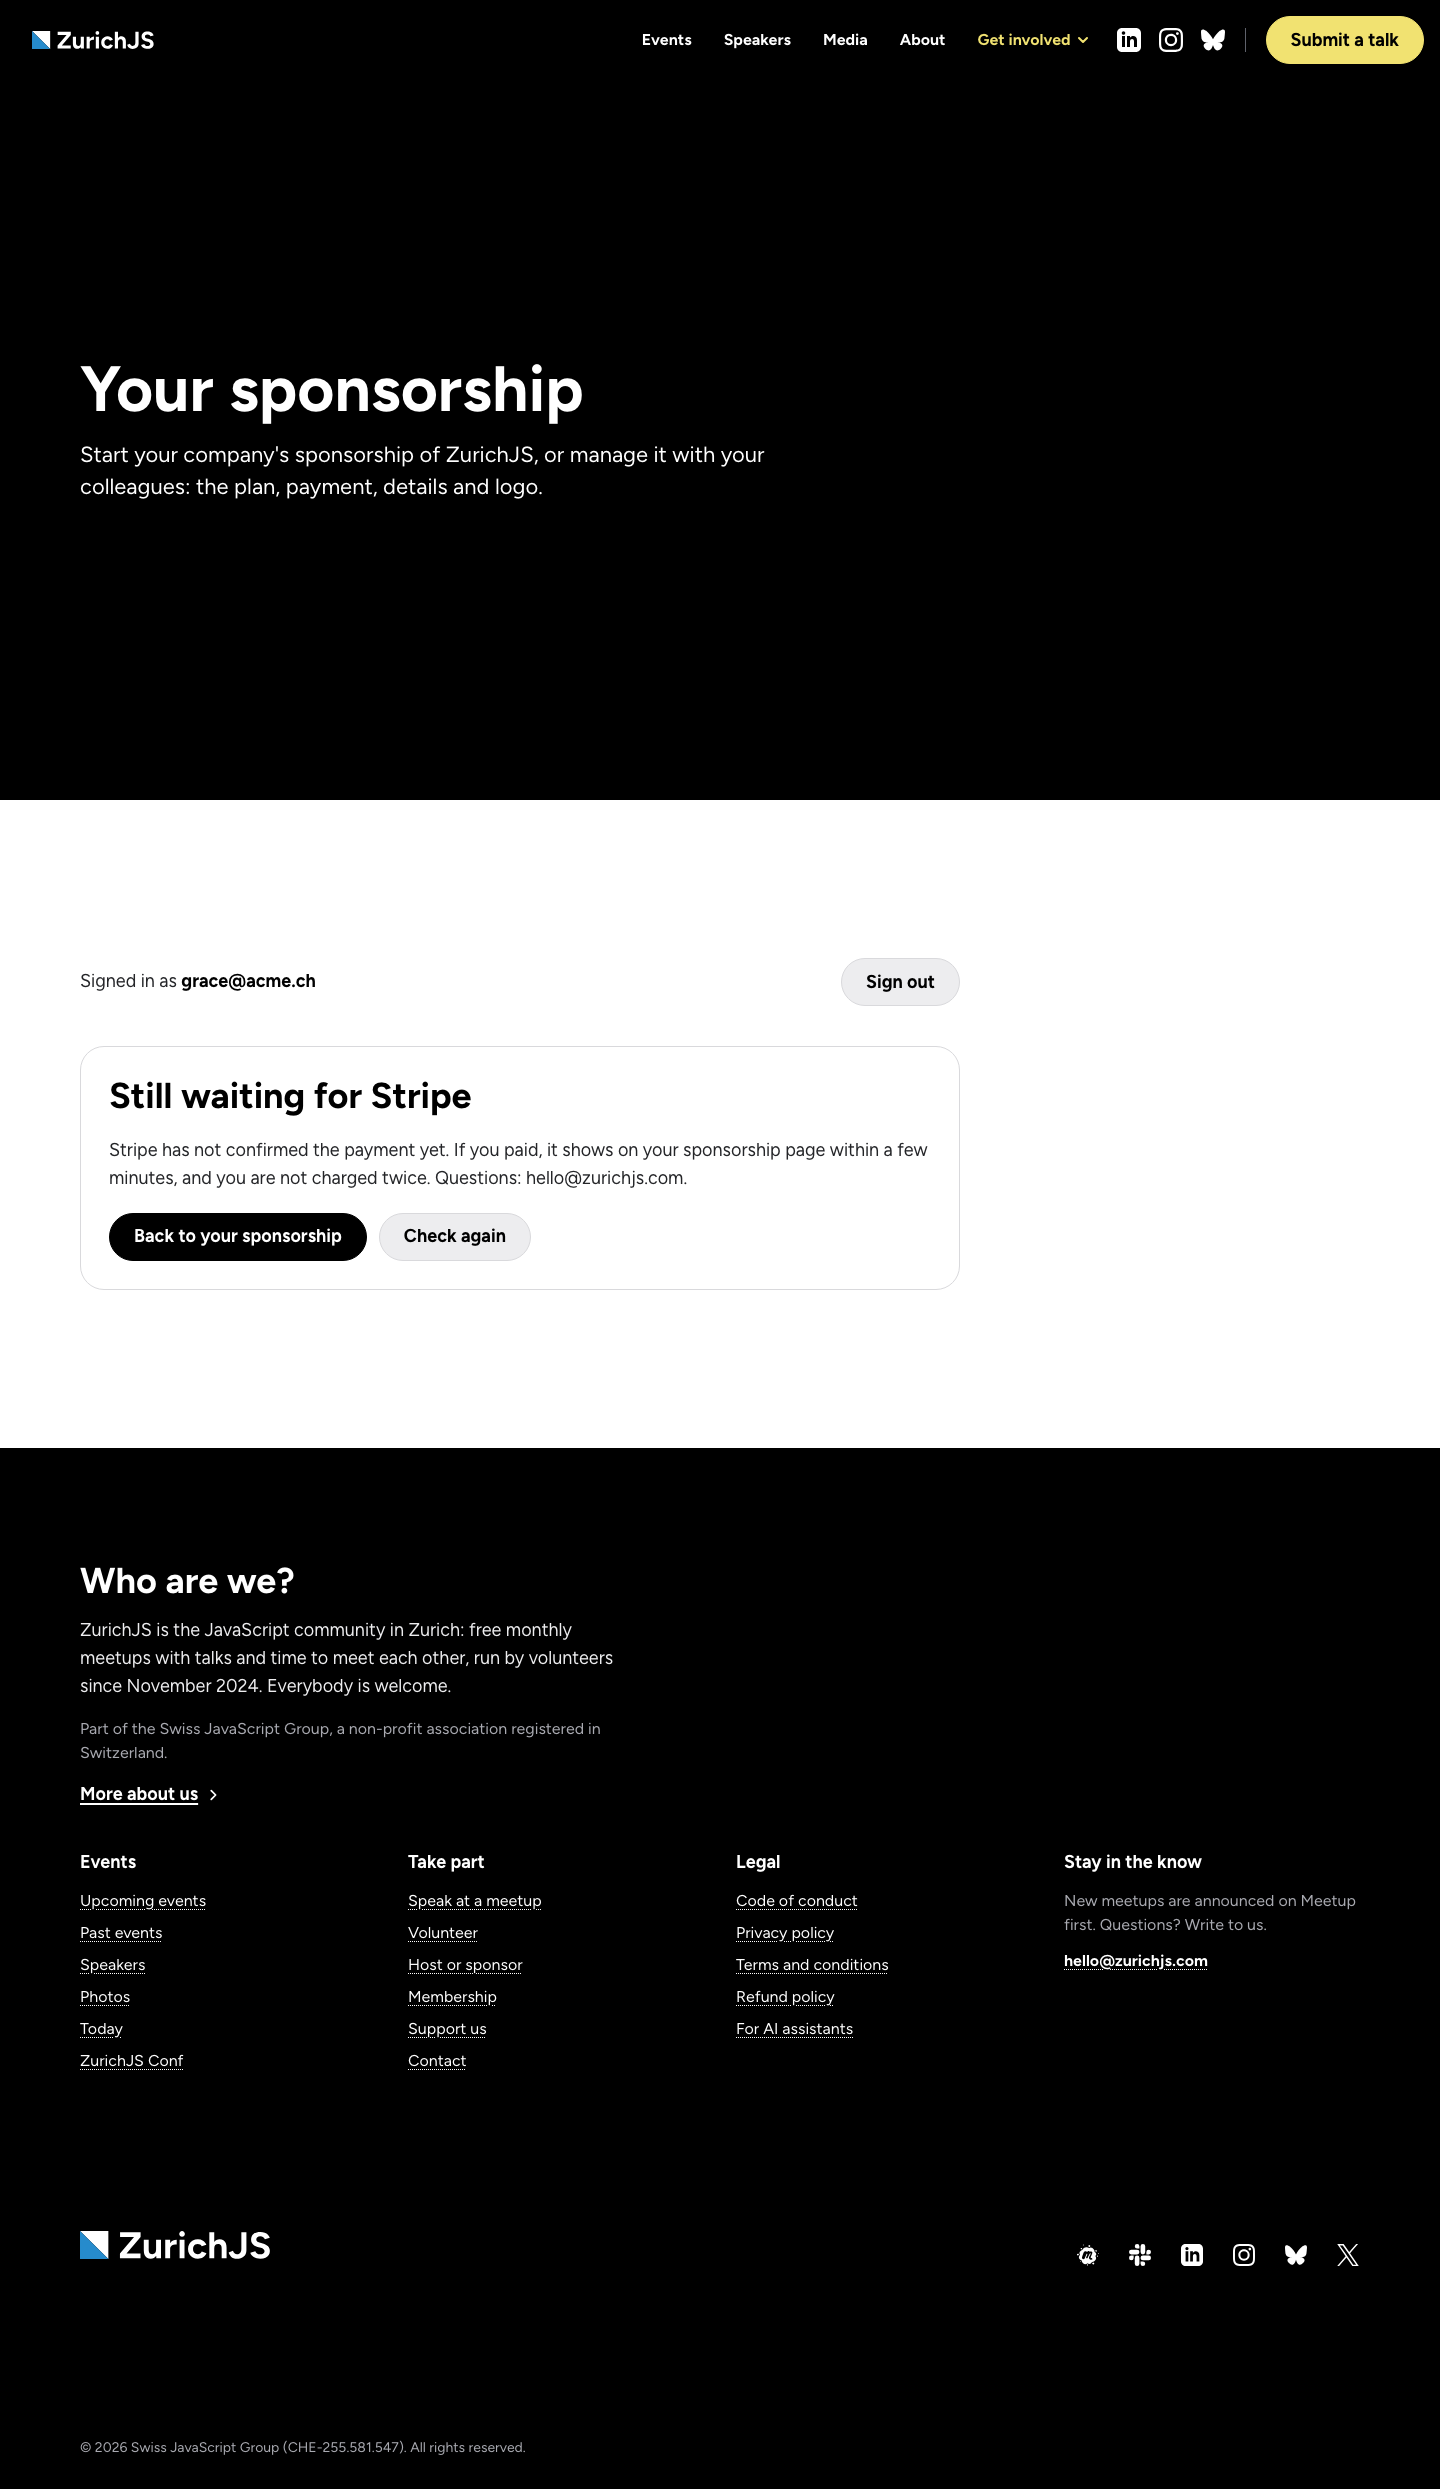 ZurichJS
Events
Speakers
Media
About
Get involved
Submit a talk
Your sponsorship
Start your company's sponsorship of ZurichJS, or manage it with your
colleagues: the plan, payment, details and logo.
Signed in as grace@acme.ch
Sign out
Still waiting for Stripe
Stripe has not confirmed the payment yet. If you paid, it shows on your sponsorship page within a few
minutes, and you are not charged twice. Questions: hello@zurichjs.com.
Back to your sponsorship
Check again
Who are we?
ZurichJS is the JavaScript community in Zurich: free monthly
meetups with talks and time to meet each other, run by volunteers
since November 2024. Everybody is welcome.
Part of the Swiss JavaScript Group, a non-profit association registered in
Switzerland.
More about us
Events
Upcoming events
Past events
Speakers
Photos
Today
ZurichJS Conf
Take part
Speak at a meetup
Volunteer
Host or sponsor
Membership
Support us
Contact
Legal
Code of conduct
Privacy policy
Terms and conditions
Refund policy
For AI assistants
Stay in the know
New meetups are announced on Meetup
first. Questions? Write to us.
hello@zurichjs.com
ZurichJS
© 2026 Swiss JavaScript Group (CHE-255.581.547). All rights reserved.